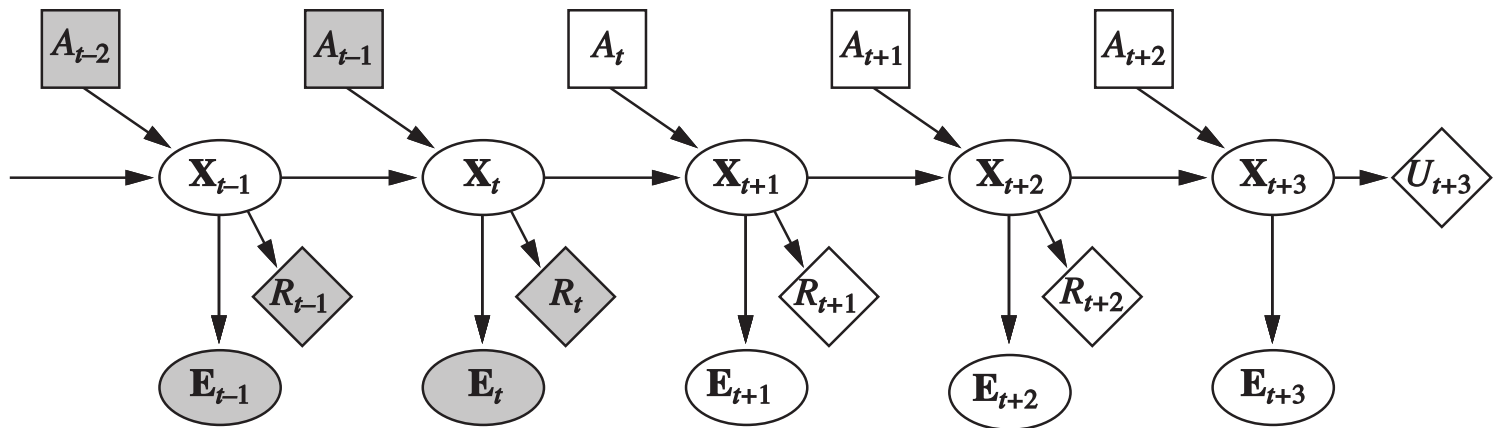 A_{t–2} A_{t–1} A_t A_{t+1} A_{t+2}
X_{t–1} X_t X_{t+1} X_{t+2} X_{t+3} U_{t+3}
R_{t–1} R_t R_{t+1} R_{t+2}
E_{t–1} E_t E_{t+1} E_{t+2} E_{t+3}